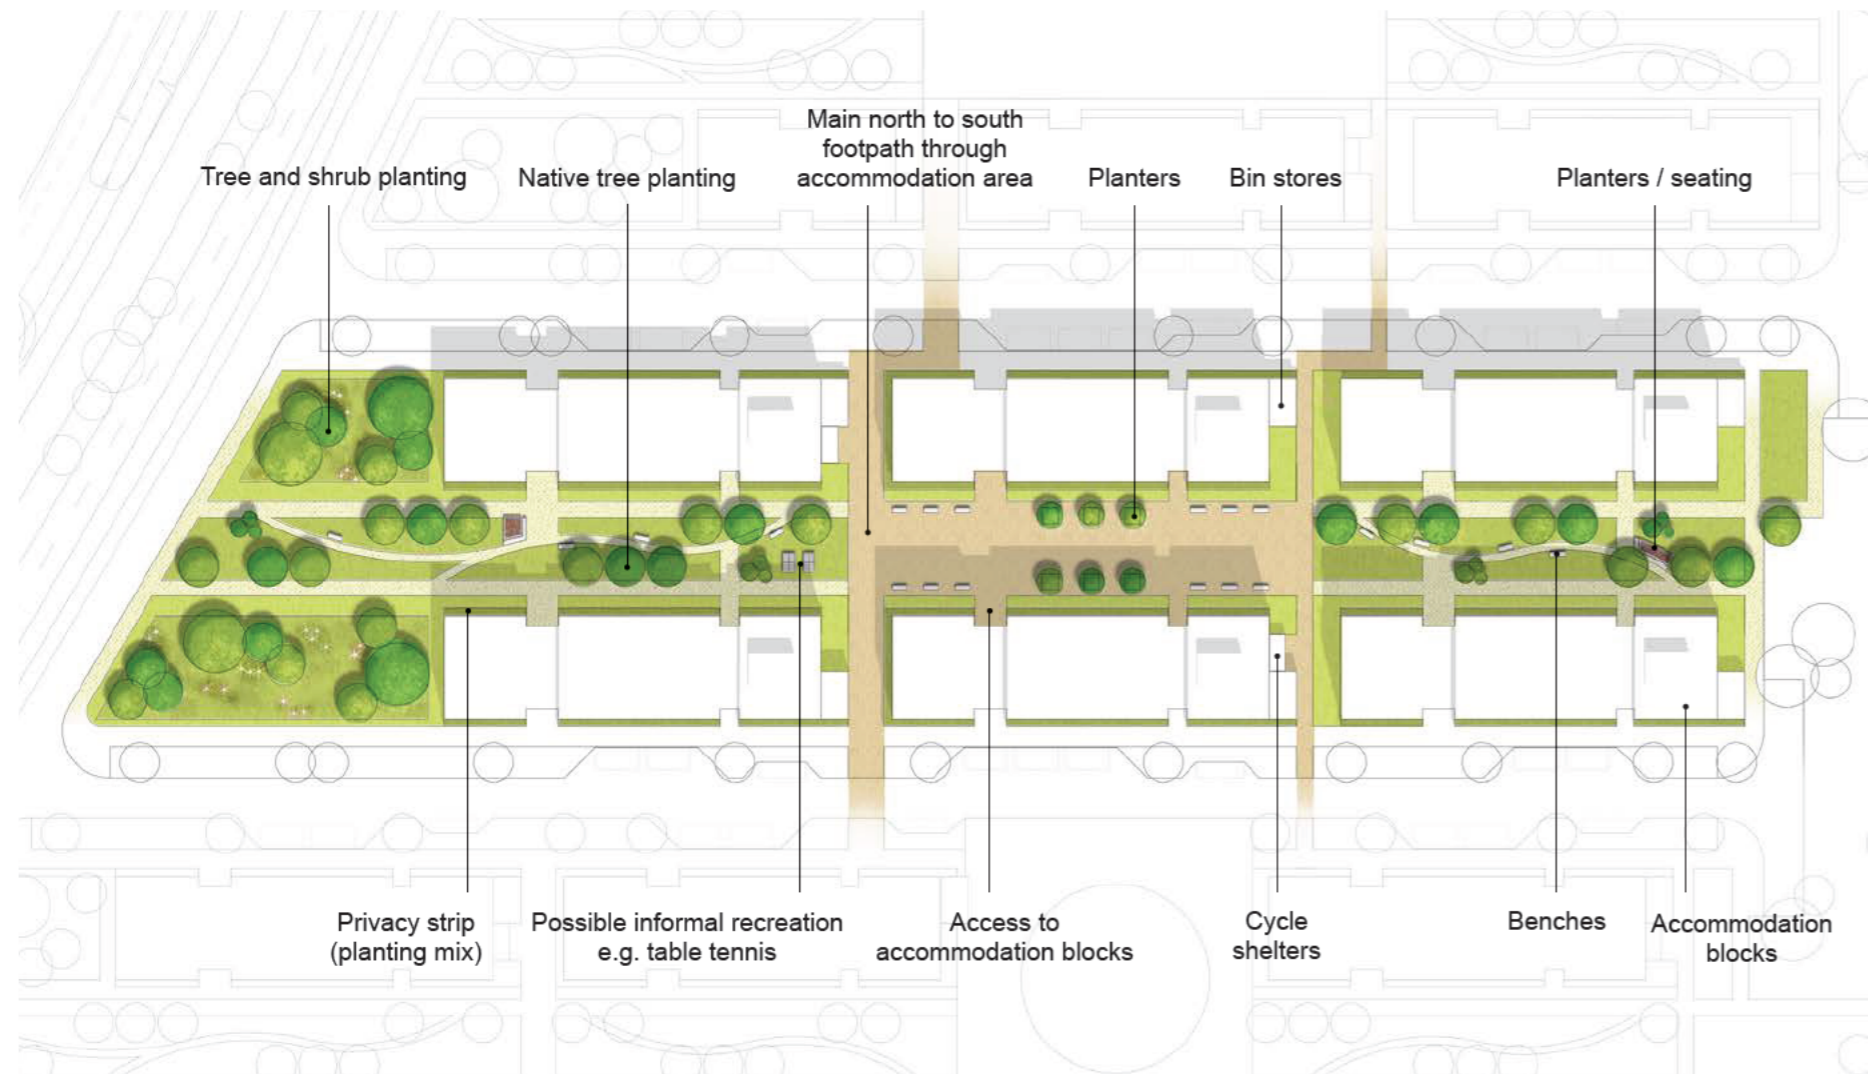 Main north to south
footpath through
accommodation area
Tree and shrub planting
Native tree planting
Planters
Bin stores
Planters / seating
Privacy strip
(planting mix)
Possible informal recreation
e.g. table tennis
Access to
accommodation blocks
Cycle
shelters
Benches
Accommodation
blocks